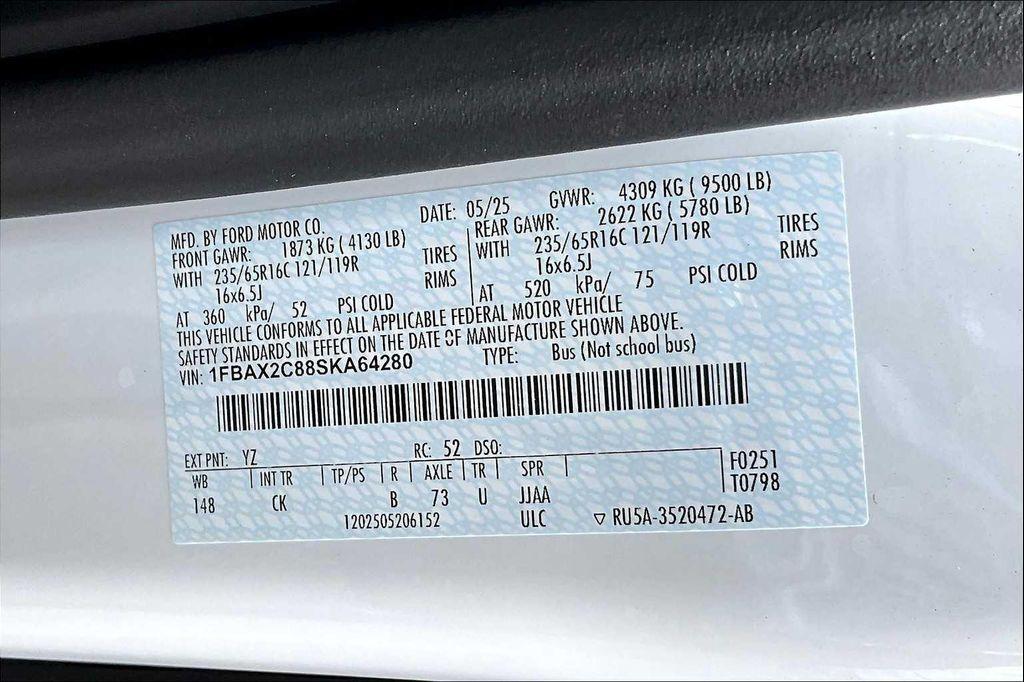 MFD. BY FORD MOTOR CO. DATE: 05/25 GVWR: 4309 KG ( 9500 LB)
FRONT GAWR: 1873 KG ( 4130 LB) REAR GAWR: 2622 KG ( 5780 LB)
WITH 235/65R16C 121/119R TIRES WITH 235/65R16C 121/119R TIRES
16x6.5J RIMS 16x6.5J RIMS
AT 360 kPa/ 52 PSI COLD AT 520 kPa/ 75 PSI COLD
THIS VEHICLE CONFORMS TO ALL APPLICABLE FEDERAL MOTOR VEHICLE
SAFETY STANDARDS IN EFFECT ON THE DATE OF MANUFACTURE SHOWN ABOVE.
VIN: 1FBAX2C88SKA64280 TYPE: Bus (Not school bus)
EXT PNT: YZ RC: 52 DSO:
WB INT TR TP/PS R AXLE TR SPR F0251
148 CK B 73 U JJAA T0798
1202505206152 ULC ▽ RU5A-3520472-AB